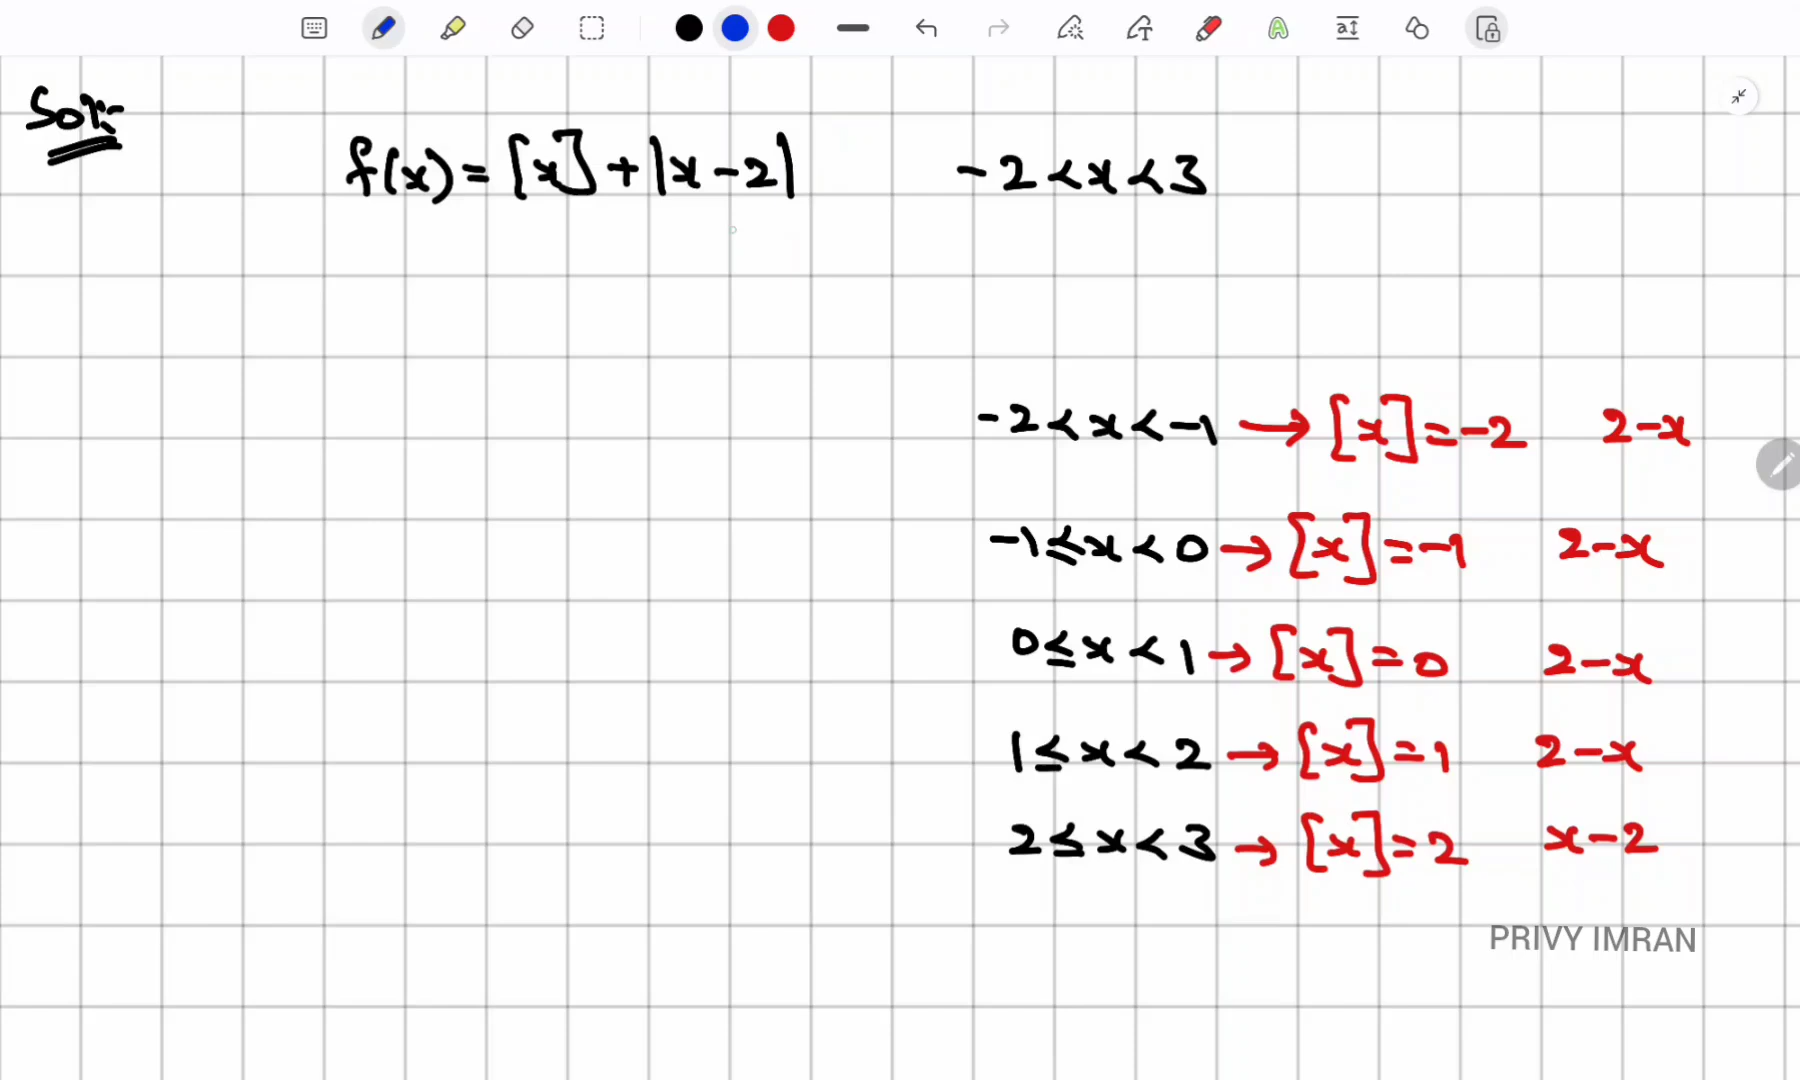 Sol:-
f(x) = [x] + |x - 2| -2 < x < 3
-2 < x < -1 → [x] = -2 2 - x
-1 ≤ x < 0 → [x] = -1 2 - x
0 ≤ x < 1 → [x] = 0 2 - x
1 ≤ x < 2 → [x] = 1 2 - x
2 ≤ x < 3 → [x] = 2 x - 2
PRIVY IMRAN